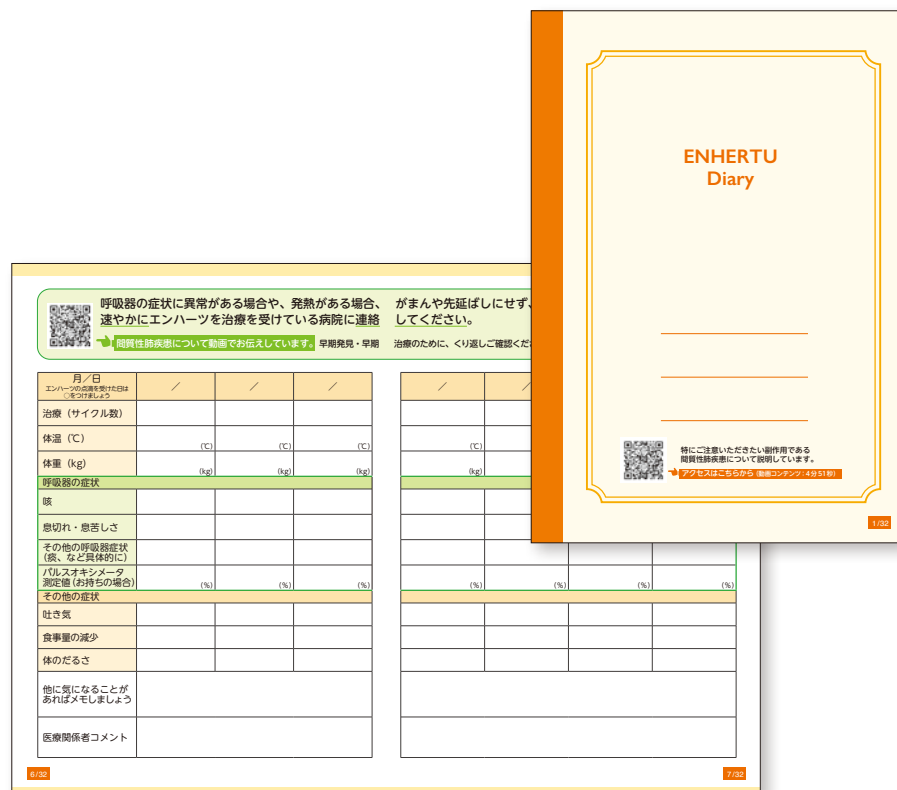 ENHERTU
Diary
特にご注意いただきたい副作用である
間質性肺疾患について説明しています。
アクセスはこちらから(動画コンテンツ:4分51秒)
1/32
呼吸器の症状に異常がある場合や、発熱がある場合、 がまんや先延ばしにせず、
速やかにエンハーツを治療を受けている病院に連絡 してください。
間質性肺疾患について動画でお伝えしています。 早期発見・早期 治療のために、くり返しご確認くだ
月/日 / / / / /
エンハーツの点滴を受けた日は
○をつけましょう
治療(サイクル数)
体温(℃) (℃) (℃) (℃) (℃)
体重(kg) (kg) (kg) (kg) (kg)
呼吸器の症状
咳
息切れ・息苦しさ
その他の呼吸器症状
(痰、など具体的に)
パルスオキシメータ
測定値(お持ちの場合) (%) (%) (%) (%) (%) (%) (%)
その他の症状
吐き気
食事量の減少
体のだるさ
他に気になることが
あればメモしましょう
医療関係者コメント
6/32 7/32